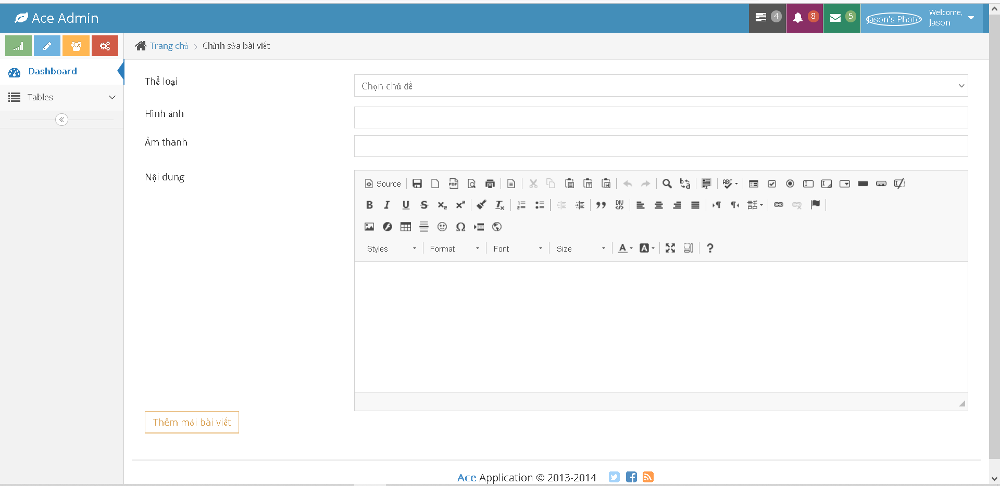 Ace Admin
4
8
5
Jason's Photo
Welcome,
Jason
Trang chủ
Chỉnh sửa bài viết
Dashboard
Tables
Thể loại
Chọn chủ đề
Hình ảnh
Âm thanh
Nội dung
Source
Styles
Format
Font
Size
Thêm mới bài viết
Ace Application © 2013-2014